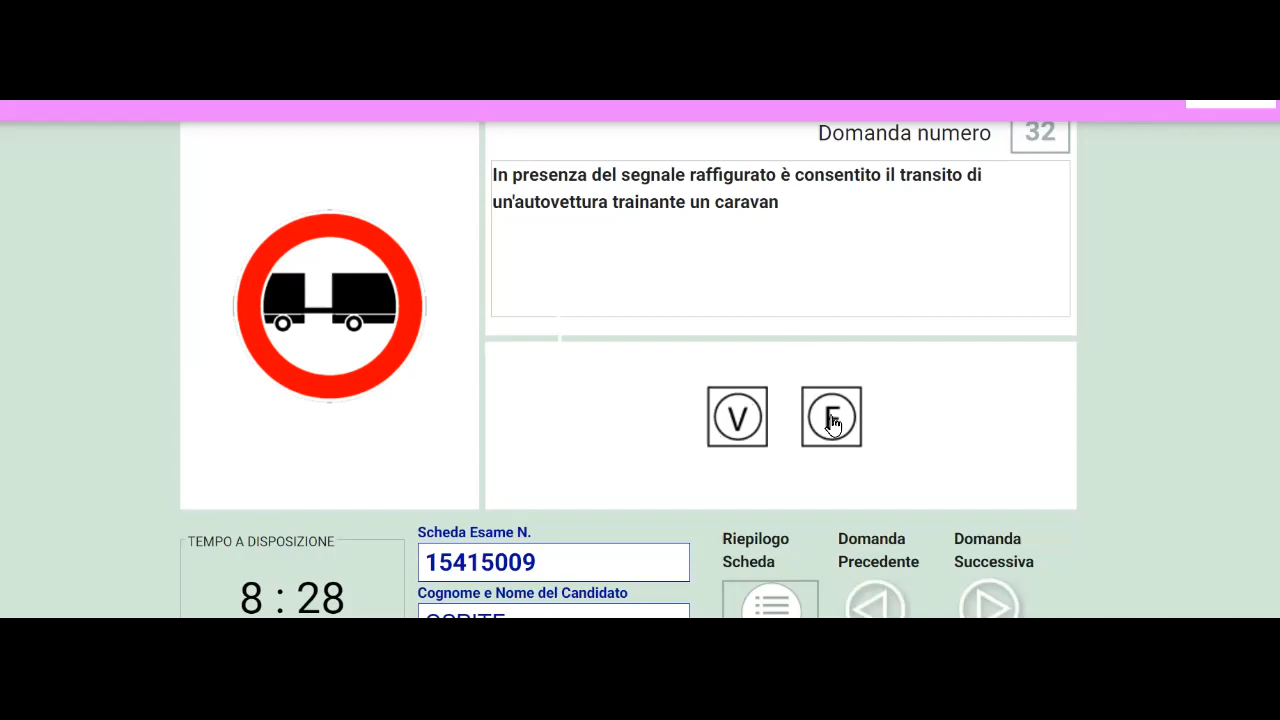 Domanda numero 32
In presenza del segnale raffigurato è consentito il transito di
un'autovettura trainante un caravan
V F
TEMPO A DISPOSIZIONE
8 : 28
Scheda Esame N.
15415009
Cognome e Nome del Candidato
Riepilogo
Scheda
Domanda
Precedente
Domanda
Successiva